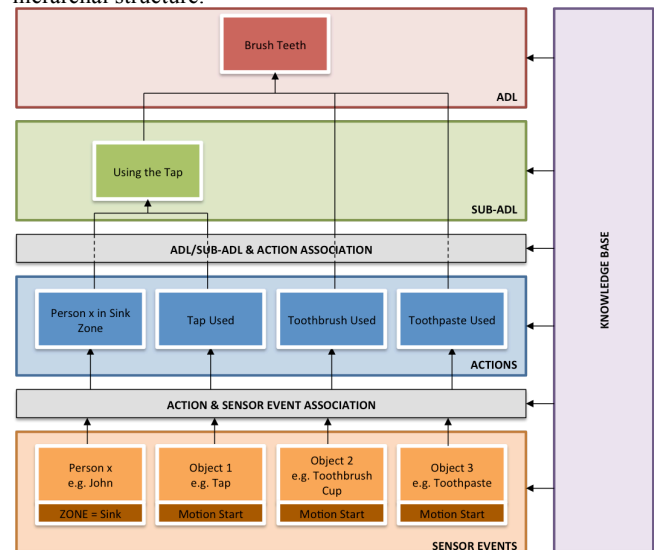 hierarchal structure.
Brush Teeth
ADL
Using the Tap
SUB-ADL
ADL/SUB-ADL & ACTION ASSOCIATION
Person x in Sink
Zone
Tap Used
Toothbrush Used
Toothpaste Used
ACTIONS
ACTION & SENSOR EVENT ASSOCIATION
Person x
e.g. John
ZONE = Sink
Object 1
e.g. Tap
Motion Start
Object 2
e.g. Toothbrush
Cup
Motion Start
Object 3
e.g. Toothpaste
Motion Start
SENSOR EVENTS
KNOWLEDGE BASE